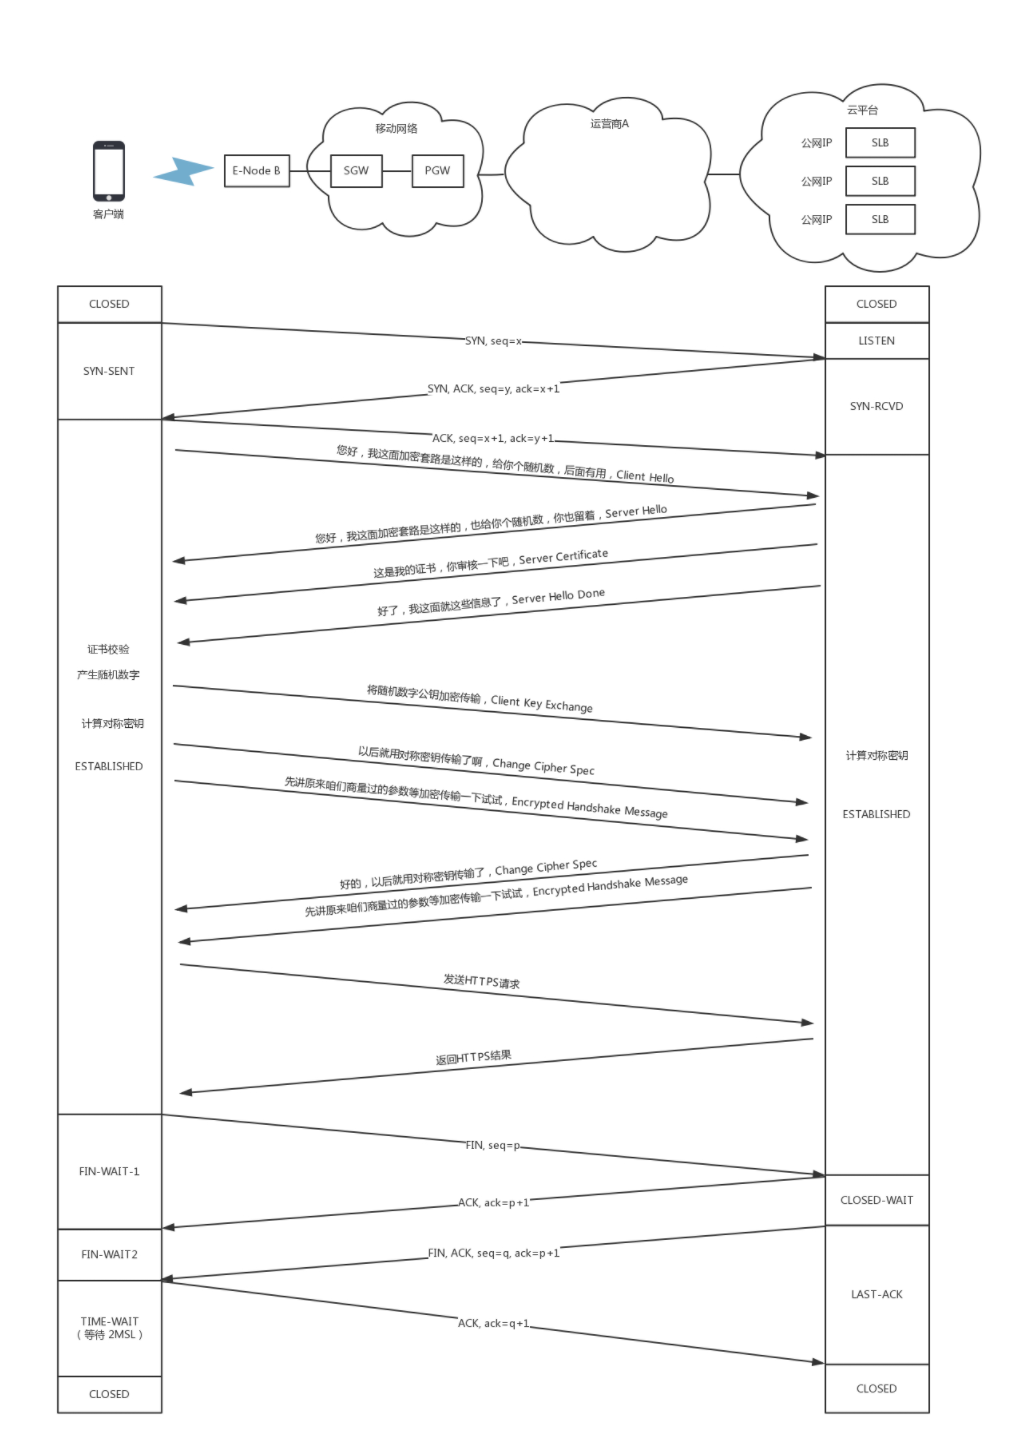 移动网络
运营商A
云平台
公网IP
SLB
E-Node B
SGW
PGW
公网IP
SLB
客户端
公网IP
SLB
CLOSED
CLOSED
SYN, seq=x
LISTEN
SYN-SENT
SYN, ACK, seq=y, ack=x+1
SYN-RCVD
ACK, seq=x+1, ack=y+1
您好，我这面加密套路是这样的，给你个随机数，后面有用，Client Hello
您好，我这面加密套路是这样的，也给你个随机数，你也留着，Server Hello
这是我的证书，你审核一下吧，Server Certificate
好了，我这面就这些信息了，Server Hello Done
证书校验
产生随机数字
将随机数字公钥加密传输，Client Key Exchange
计算对称密钥
以后就用对称密钥传输了啊，Change Cipher Spec
计算对称密钥
ESTABLISHED
先讲原来咱们商量过的参数等加密传输一下试试，Encrypted Handshake Message
ESTABLISHED
好的，以后就用对称密钥传输了，Change Cipher Spec
先讲原来咱们商量过的参数等加密传输一下试试，Encrypted Handshake Message
发送HTTPS请求
返回HTTPS结果
FIN, seq=p
FIN-WAIT-1
ACK, ack=p+1
CLOSED-WAIT
FIN-WAIT2
FIN, ACK, seq=q, ack=p+1
LAST-ACK
TIME-WAIT
（等待 2MSL）
ACK, ack=q+1
CLOSED
CLOSED